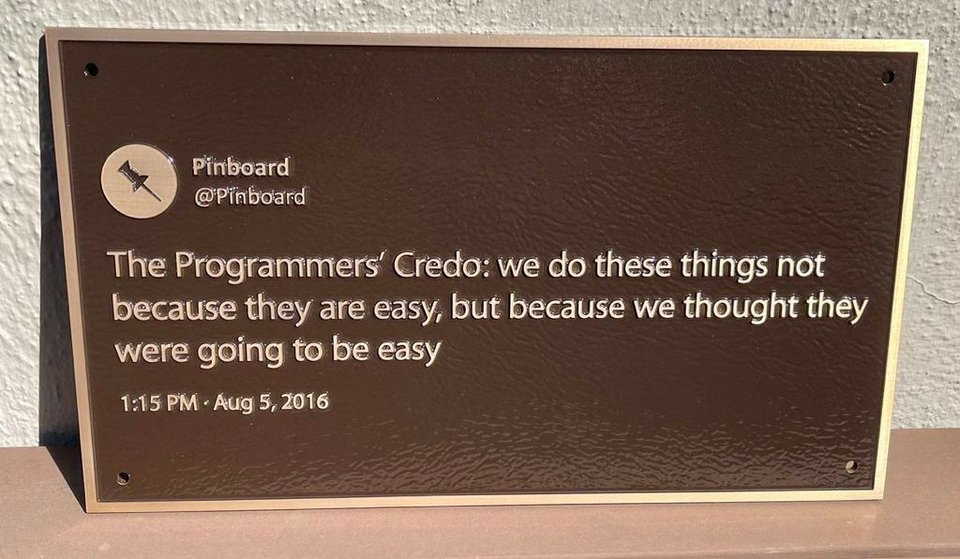 Pinboard
@Pinboard
The Programmers’ Credo: we do these things not
because they are easy, but because we thought they
were going to be easy
1:15 PM · Aug 5, 2016